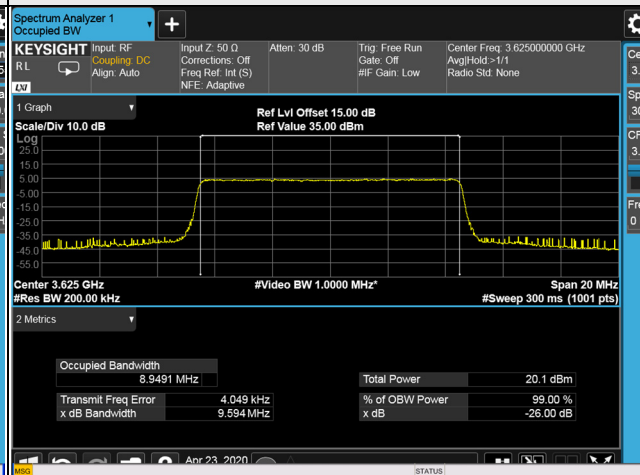 Spectrum Analyzer 1
Occupied BW
KEYSIGHT
RL
LXI
Input: RF
Coupling: DC
Align: Auto
Input Z: 50 Ω
Corrections: Off
Freq Ref: Int (S)
NFE: Adaptive
Atten: 30 dB
Trig: Free Run
Gate: Off
#IF Gain: Low
Center Freq: 3.625000000 GHz
Avg|Hold:>1/1
Radio Std: None
1 Graph
Scale/Div 10.0 dB
Ref Lvl Offset 15.00 dB
Ref Value 35.00 dBm
Log
25.0
15.0
5.00
-5.00
-15.0
-25.0
-35.0
-45.0
-55.0
Center 3.625 GHz
#Video BW 1.0000 MHz*
Span 20 MHz
#Res BW 200.00 kHz
#Sweep 300 ms (1001 pts)
2 Metrics
Occupied Bandwidth
8.9491 MHz
Total Power 20.1 dBm
Transmit Freq Error 4.049 kHz
% of OBW Power 99.00 %
x dB Bandwidth 9.594 MHz
x dB -26.00 dB
Apr 23, 2020
MSG
STATUS